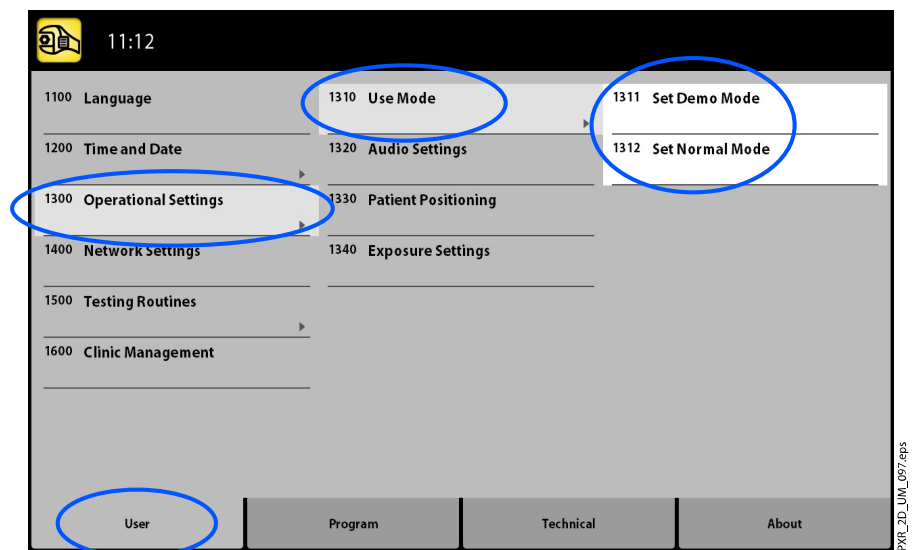 11:12
1100 Language
1200 Time and Date
1300 Operational Settings
1400 Network Settings
1500 Testing Routines
1600 Clinic Management
1310 Use Mode
1320 Audio Settings
1330 Patient Positioning
1340 Exposure Settings
1311 Set Demo Mode
1312 Set Normal Mode
User
Program
Technical
About
PXR_2D_UM_097.eps